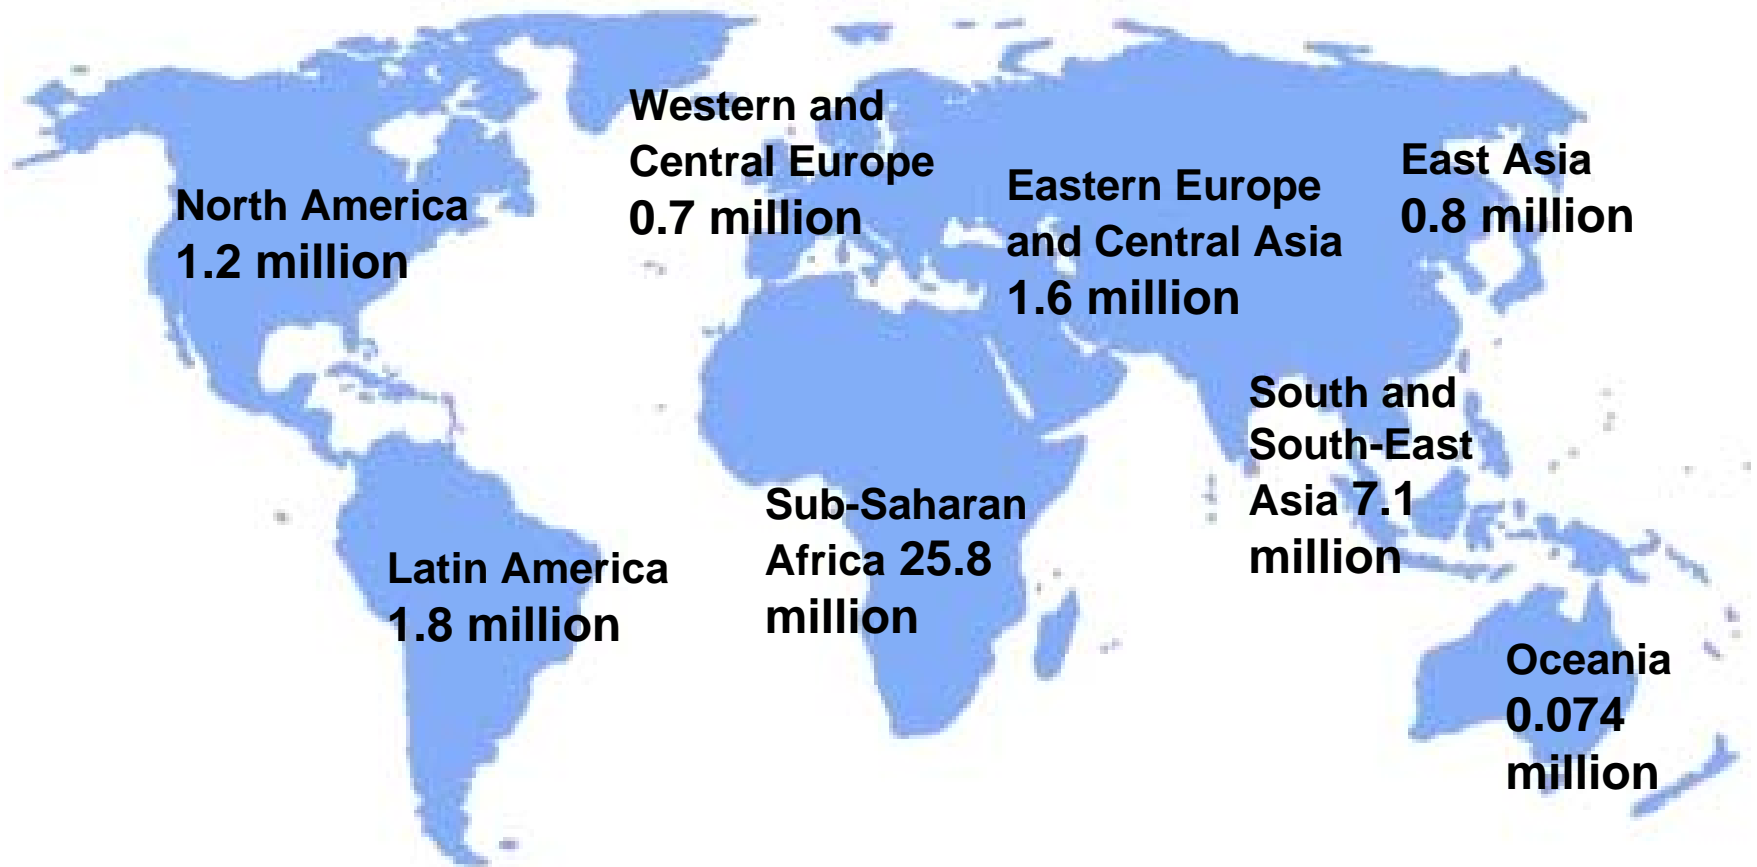 Western and
Central Europe
0.7 million
North America
1.2 million
Eastern Europe
and Central Asia
1.6 million
East Asia
0.8 million
South and
South-East
Asia 7.1
million
Latin America
1.8 million
Sub-Saharan
Africa 25.8
million
Oceania
0.074
million